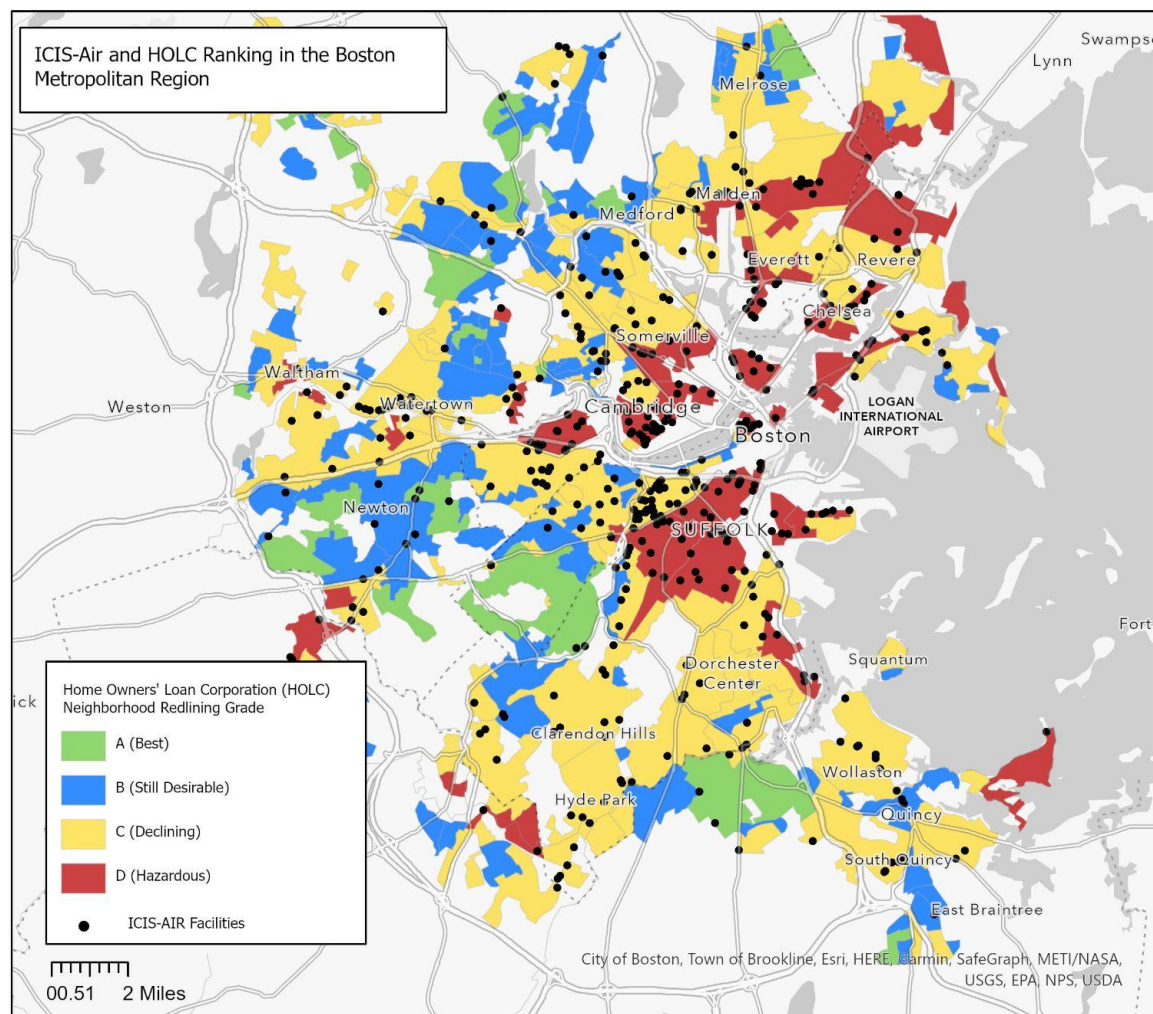 ICIS-Air and HOLC Ranking in the Boston
Metropolitan Region
Swamps
Lynn
Melrose
Malden
Medford
Everett
Revere
Chelsea
Somerville
Waltham
Weston
Watertown
Cambridge
Boston
LOGAN
INTERNATIONAL
AIRPORT
Newton
SUFFOLK
Fort
Squantum
Dorchester
Center
ick
Clarendon Hills
Wollaston
Hyde Park
Quincy
South Quincy
East Braintree
Home Owners' Loan Corporation (HOLC)
Neighborhood Redlining Grade
A (Best)
B (Still Desirable)
C (Declining)
D (Hazardous)
ICIS-AIR Facilities
00.51 2 Miles
City of Boston, Town of Brookline, Esri, HERE, Garmin, SafeGraph, METI/NASA,
USGS, EPA, NPS, USDA